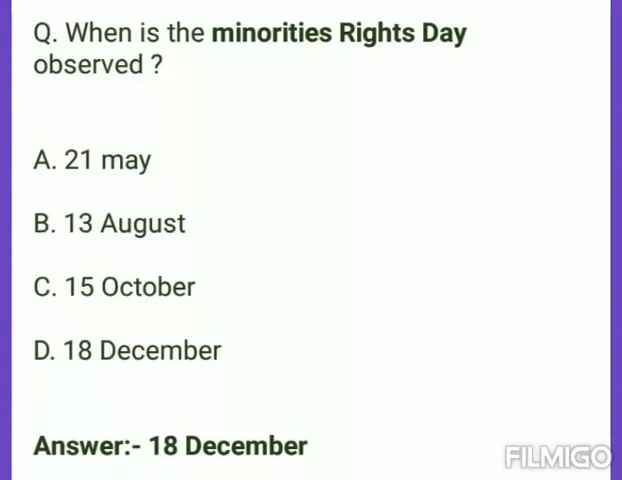 Q. When is the minorities Rights Day
observed ?
A. 21 may
B. 13 August
C. 15 October
D. 18 December
Answer:- 18 December
FILMIGO